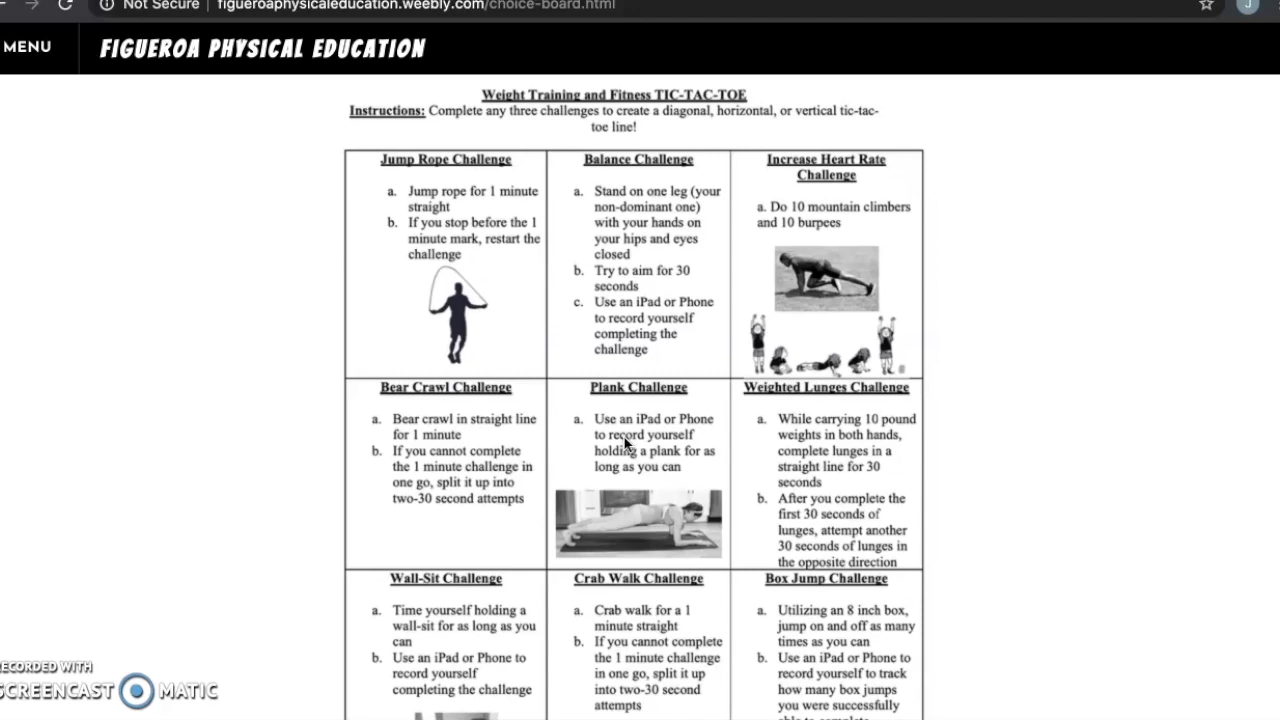 Not Secure | figueroaphysicaleducation.weebly.com/choice-board.html
J
MENU
FIGUEROA PHYSICAL EDUCATION
Weight Training and Fitness TIC-TAC-TOE
Instructions: Complete any three challenges to create a diagonal, horizontal, or vertical tic-tac-
toe line!
Jump Rope Challenge
a. Jump rope for 1 minute
straight
b. If you stop before the 1
minute mark, restart the
challenge
Balance Challenge
a. Stand on one leg (your
non-dominant one)
with your hands on
your hips and eyes
closed
b. Try to aim for 30
seconds
c. Use an iPad or Phone
to record yourself
completing the
challenge
Increase Heart Rate
Challenge
a. Do 10 mountain climbers
and 10 burpees
Bear Crawl Challenge
a. Bear crawl in straight line
for 1 minute
b. If you cannot complete
the 1 minute challenge in
one go, split it up into
two-30 second attempts
Plank Challenge
a. Use an iPad or Phone
to record yourself
holding a plank for as
long as you can
Weighted Lunges Challenge
a. While carrying 10 pound
weights in both hands,
complete lunges in a
straight line for 30
seconds
b. After you complete the
first 30 seconds of
lunges, attempt another
30 seconds of lunges in
the opposite direction
Wall-Sit Challenge
a. Time yourself holding a
wall-sit for as long as you
can
b. Use an iPad or Phone to
record yourself
completing the challenge
Crab Walk Challenge
a. Crab walk for a 1
minute straight
b. If you cannot complete
the 1 minute challenge
in one go, split it up
into two-30 second
attempts
Box Jump Challenge
a. Utilizing an 8 inch box,
jump on and off as many
times as you can
b. Use an iPad or Phone to
record yourself to track
how many box jumps
you were successfully
able to complete
RECORDED WITH
SCREENCAST MATIC